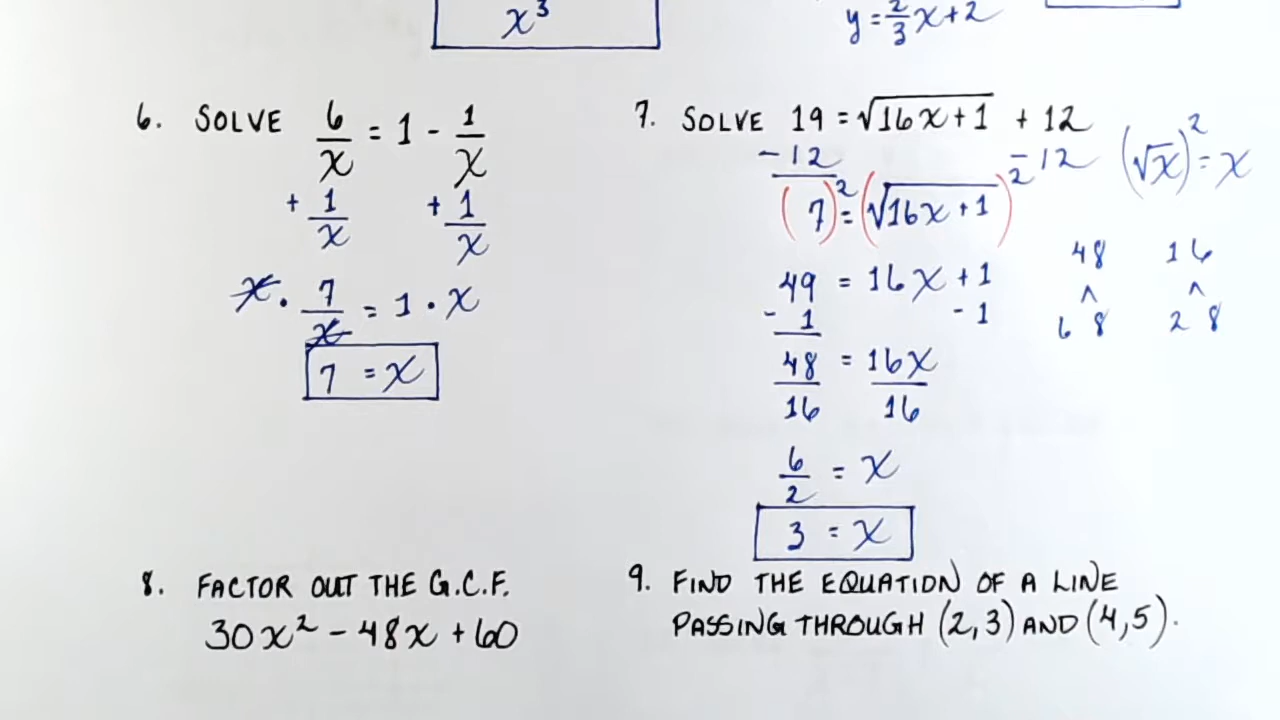 x³
y = 2/3 x + 2
6. SOLVE 6/x = 1 - 1/x
+ 1/x + 1/x
x · 7/x = 1 · x
7 = x
7. SOLVE 19 = √16x+1 + 12
-12 -12
(√x)² = x
(7)² = (√16x+1)²
49 = 16x + 1
- 1 - 1
48 = 16x
16 16
6/2 = x
3 = x
48 16
^ ^
6 8 2 8
8. FACTOR OUT THE G.C.F.
30x² - 48x + 60
9. FIND THE EQUATION OF A LINE
PASSING THROUGH (2,3) AND (4,5).